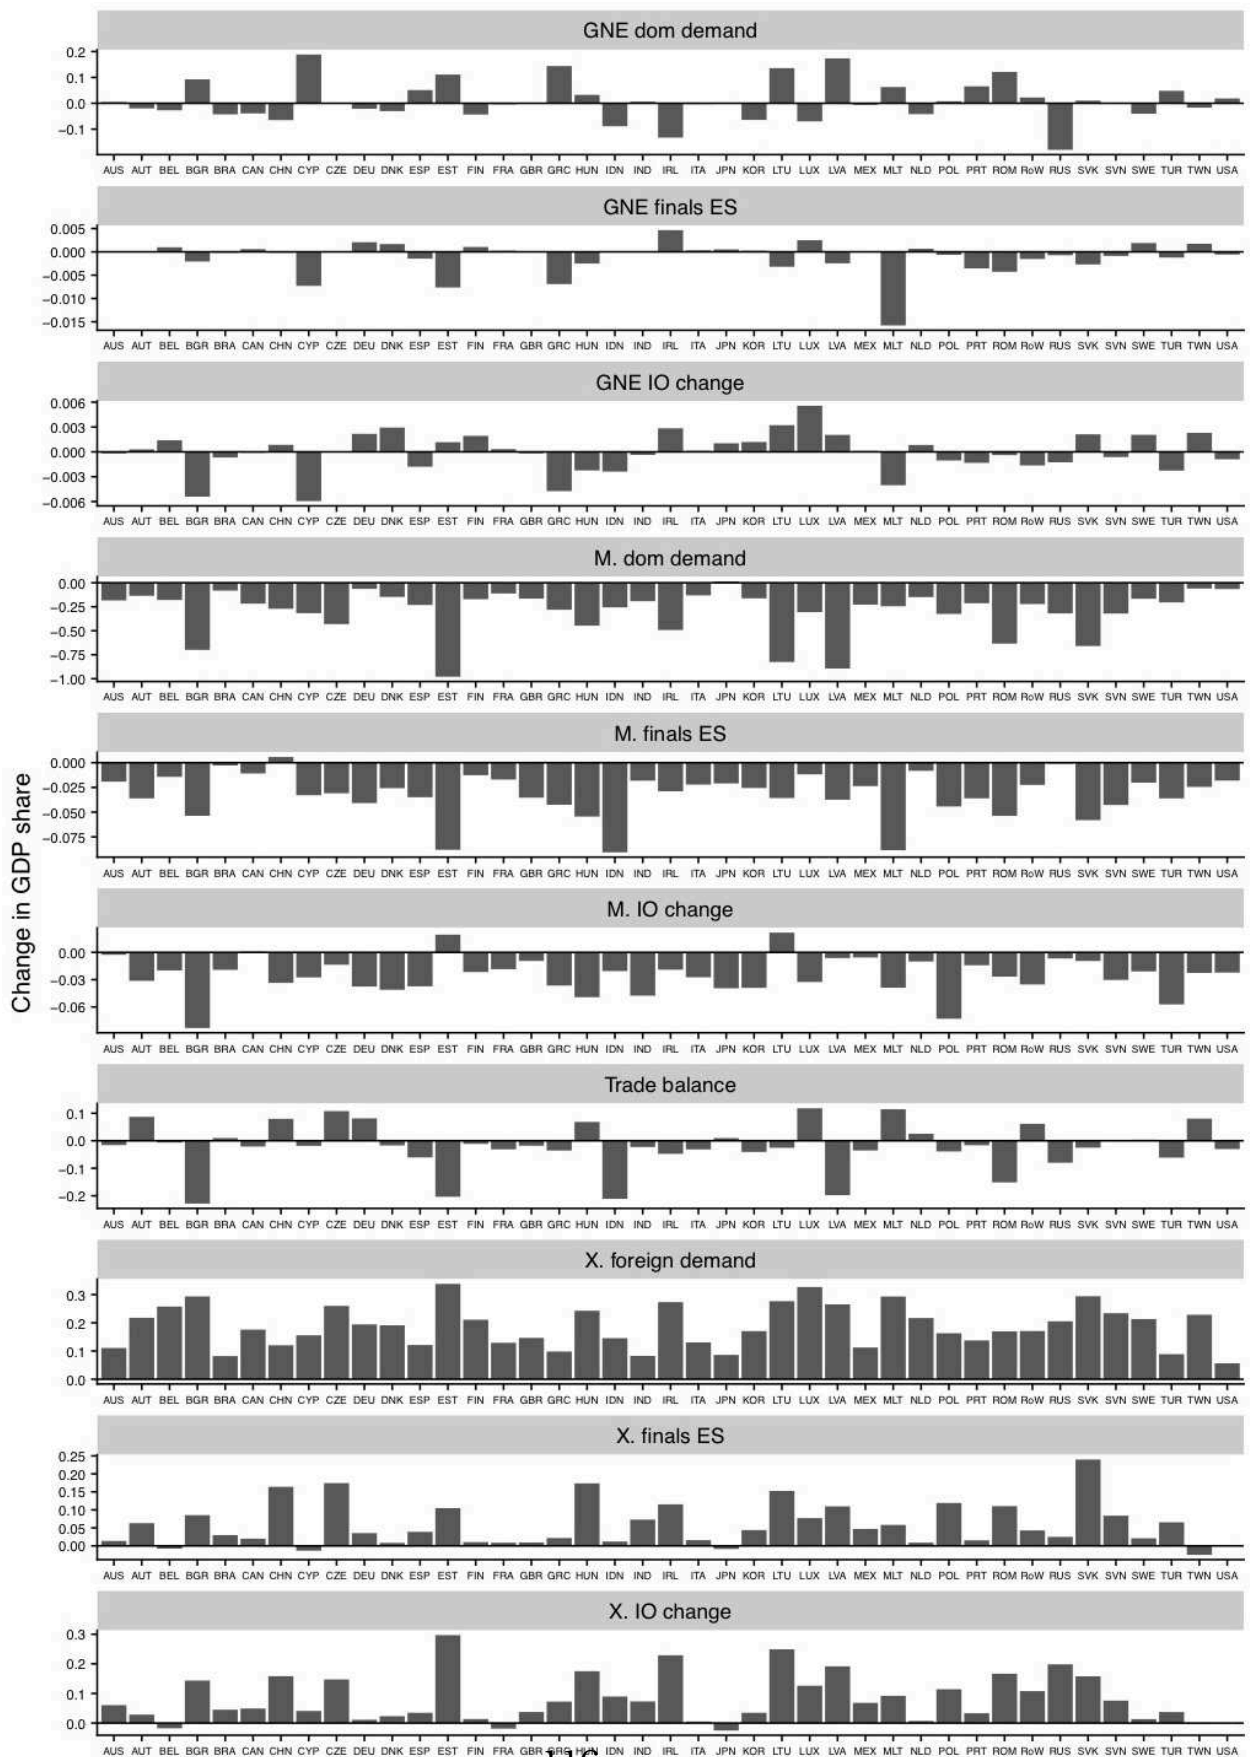 GNE dom demand
0.2
0.1
0.0
−0.1
AUS AUT BEL BGR BRA CAN CHN CYP CZE DEU DNK ESP EST FIN FRA GBR GRC HUN IDN IND IRL ITA JPN KOR LTU LUX LVA MEX MLT NLD POL PRT ROM RoW RUS SVK SVN SWE TUR TWN USA
GNE finals ES
0.005
0.000
−0.005
−0.010
−0.015
AUS AUT BEL BGR BRA CAN CHN CYP CZE DEU DNK ESP EST FIN FRA GBR GRC HUN IDN IND IRL ITA JPN KOR LTU LUX LVA MEX MLT NLD POL PRT ROM RoW RUS SVK SVN SWE TUR TWN USA
GNE IO change
0.006
0.003
0.000
−0.003
−0.006
AUS AUT BEL BGR BRA CAN CHN CYP CZE DEU DNK ESP EST FIN FRA GBR GRC HUN IDN IND IRL ITA JPN KOR LTU LUX LVA MEX MLT NLD POL PRT ROM RoW RUS SVK SVN SWE TUR TWN USA
M. dom demand
0.00
−0.25
−0.50
−0.75
−1.00
AUS AUT BEL BGR BRA CAN CHN CYP CZE DEU DNK ESP EST FIN FRA GBR GRC HUN IDN IND IRL ITA JPN KOR LTU LUX LVA MEX MLT NLD POL PRT ROM RoW RUS SVK SVN SWE TUR TWN USA
M. finals ES
0.000
−0.025
−0.050
−0.075
AUS AUT BEL BGR BRA CAN CHN CYP CZE DEU DNK ESP EST FIN FRA GBR GRC HUN IDN IND IRL ITA JPN KOR LTU LUX LVA MEX MLT NLD POL PRT ROM RoW RUS SVK SVN SWE TUR TWN USA
Change in GDP share
M. IO change
0.00
−0.03
−0.06
AUS AUT BEL BGR BRA CAN CHN CYP CZE DEU DNK ESP EST FIN FRA GBR GRC HUN IDN IND IRL ITA JPN KOR LTU LUX LVA MEX MLT NLD POL PRT ROM RoW RUS SVK SVN SWE TUR TWN USA
Trade balance
0.1
0.0
−0.1
−0.2
AUS AUT BEL BGR BRA CAN CHN CYP CZE DEU DNK ESP EST FIN FRA GBR GRC HUN IDN IND IRL ITA JPN KOR LTU LUX LVA MEX MLT NLD POL PRT ROM RoW RUS SVK SVN SWE TUR TWN USA
X. foreign demand
0.3
0.2
0.1
0.0
AUS AUT BEL BGR BRA CAN CHN CYP CZE DEU DNK ESP EST FIN FRA GBR GRC HUN IDN IND IRL ITA JPN KOR LTU LUX LVA MEX MLT NLD POL PRT ROM RoW RUS SVK SVN SWE TUR TWN USA
X. finals ES
0.25
0.20
0.15
0.10
0.05
0.00
AUS AUT BEL BGR BRA CAN CHN CYP CZE DEU DNK ESP EST FIN FRA GBR GRC HUN IDN IND IRL ITA JPN KOR LTU LUX LVA MEX MLT NLD POL PRT ROM RoW RUS SVK SVN SWE TUR TWN USA
X. IO change
0.3
0.2
0.1
0.0
AUS AUT BEL BGR BRA CAN CHN CYP CZE DEU DNK ESP EST FIN FRA GBR GRC HUN IDN IND IRL ITA JPN KOR LTU LUX LVA MEX MLT NLD POL PRT ROM RoW RUS SVK SVN SWE TUR TWN USA